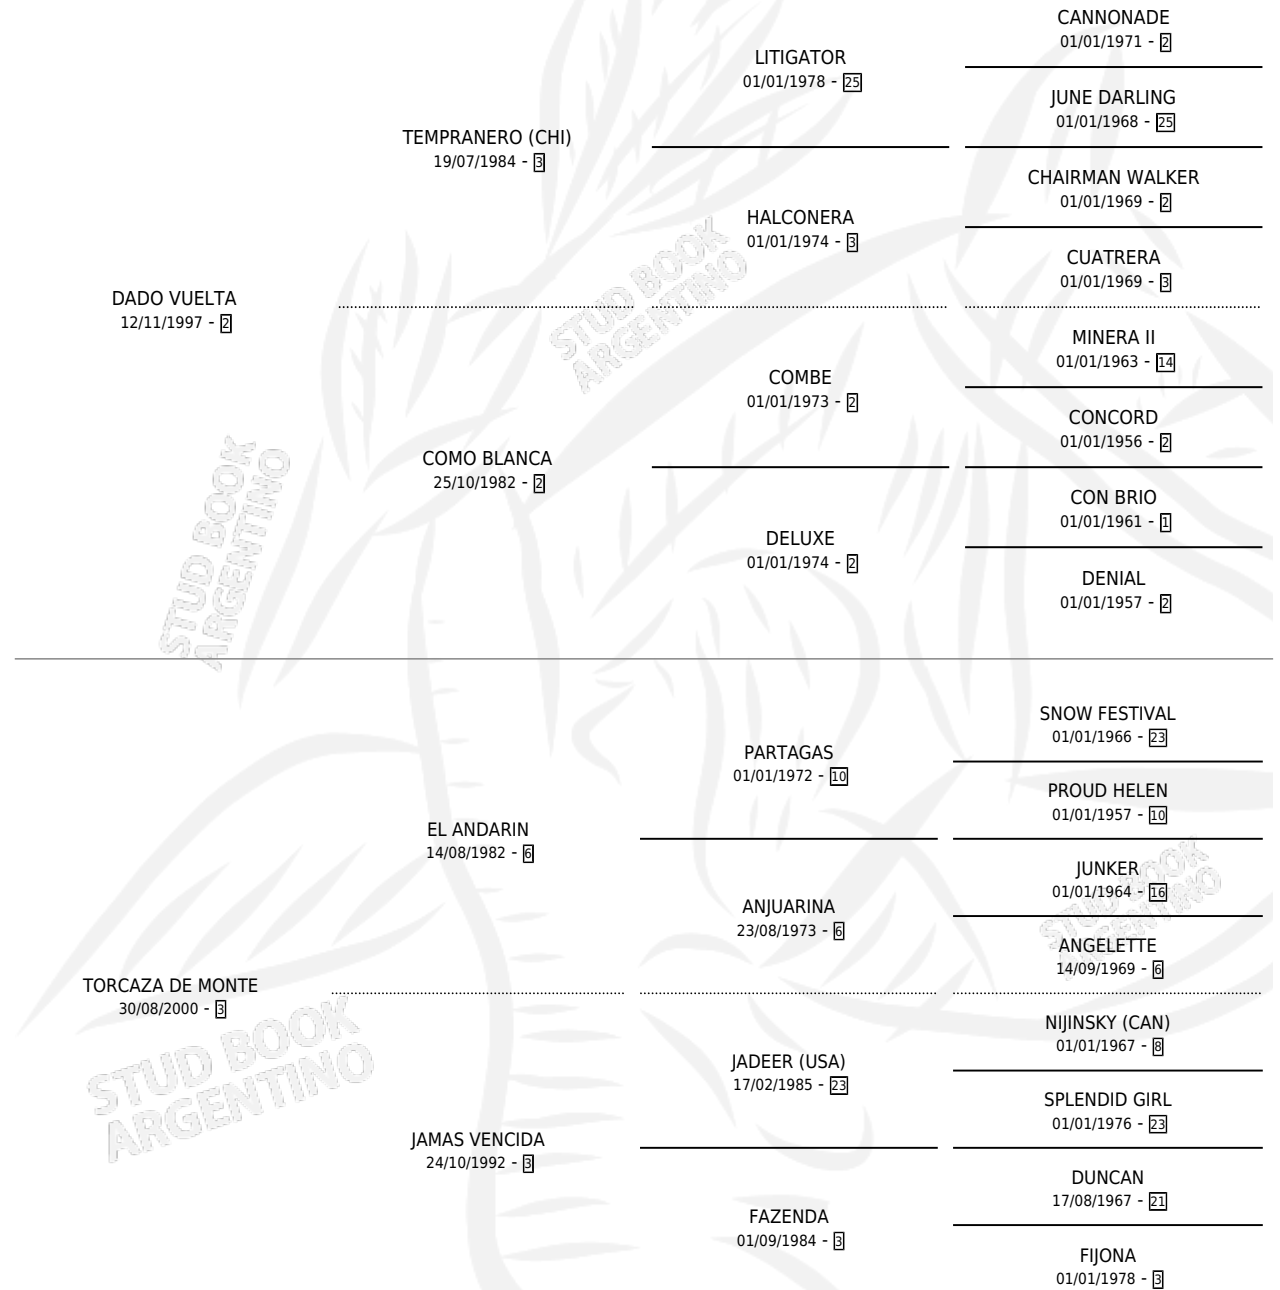 CANNONADE
01/01/1971 - 2
LITIGATOR
01/01/1978 - 25
JUNE DARLING
01/01/1968 - 25
TEMPRANERO (CHI)
19/07/1984 - 3
CHAIRMAN WALKER
01/01/1969 - 2
HALCONERA
01/01/1974 - 3
CUATRERA
01/01/1969 - 3
DADO VUELTA
12/11/1997 - 2
MINERA II
01/01/1963 - 14
COMBE
01/01/1973 - 2
CONCORD
01/01/1956 - 2
COMO BLANCA
25/10/1982 - 2
CON BRIO
01/01/1961 - 1
DELUXE
01/01/1974 - 2
DENIAL
01/01/1957 - 2
STUD BOOK
ARGENTINO
STUD BOOK
ARGENTINO
SNOW FESTIVAL
01/01/1966 - 23
PARTAGAS
01/01/1972 - 10
PROUD HELEN
01/01/1957 - 10
EL ANDARIN
14/08/1982 - 6
JUNKER
01/01/1964 - 16
ANJUARINA
23/08/1973 - 6
ANGELETTE
14/09/1969 - 6
STUD BOOK
ARGENTINO
TORCAZA DE MONTE
30/08/2000 - 3
NIJINSKY (CAN)
01/01/1967 - 8
JADEER (USA)
17/02/1985 - 23
SPLENDID GIRL
01/01/1976 - 23
JAMAS VENCIDA
24/10/1992 - 3
DUNCAN
17/08/1967 - 21
FAZENDA
01/09/1984 - 3
FIJONA
01/01/1978 - 3
STUD BOOK
ARGENTINO